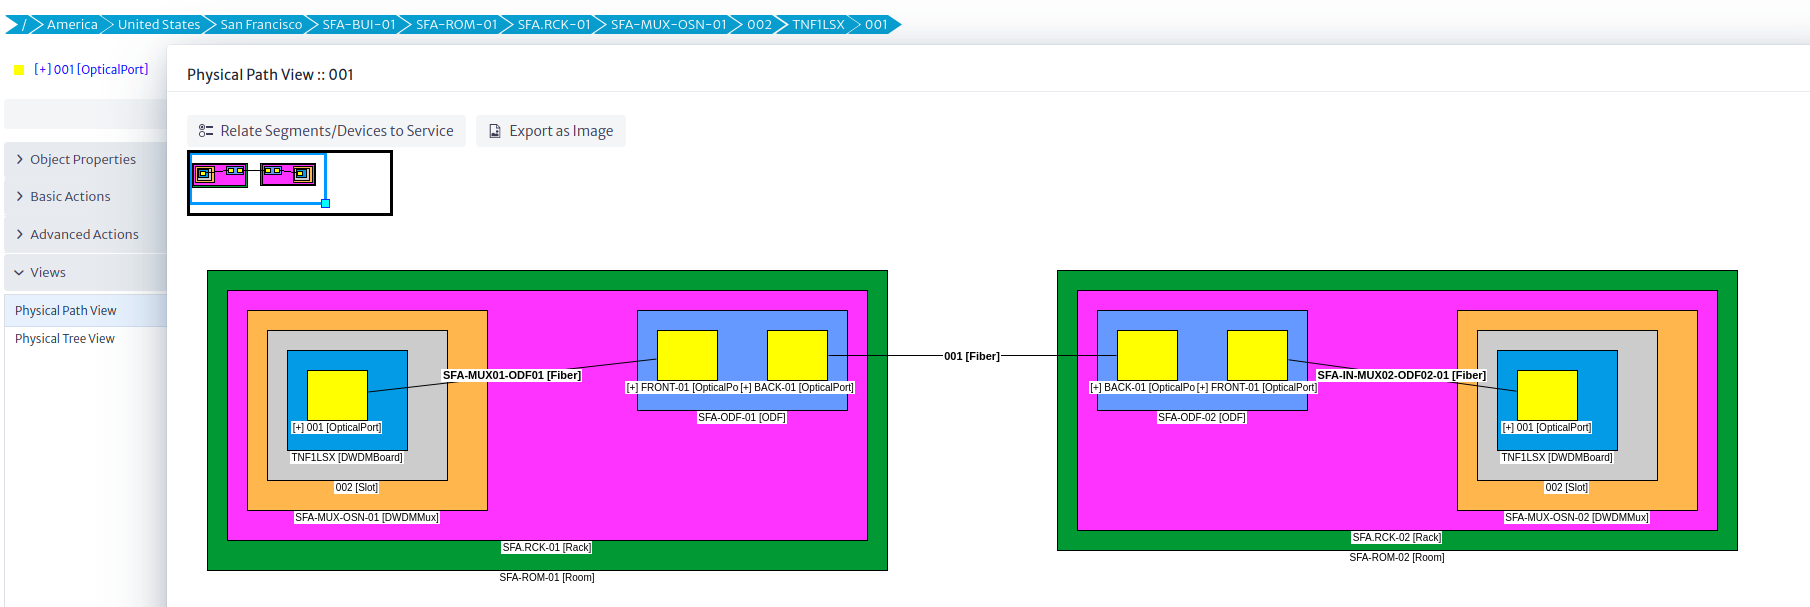 / America United States San Francisco SFA-BUI-01 SFA-ROM-01 SFA.RCK-01 SFA-MUX-OSN-01 002 TNF1LSX 001
[+] 001 [OpticalPort]
Object Properties
Basic Actions
Advanced Actions
Views
Physical Path View
Physical Tree View
Physical Path View :: 001
Relate Segments/Devices to Service
Export as Image
SFA-MUX01-ODF01 [Fiber]
[+] 001 [OpticalPort]
TNF1LSX [DWDMBoard]
002 [Slot]
SFA-MUX-OSN-01 [DWDMMux]
[+] FRONT-01 [OpticalPo
[+] BACK-01 [OpticalPort]
SFA-ODF-01 [ODF]
SFA.RCK-01 [Rack]
SFA-ROM-01 [Room]
001 [Fiber]
[+] BACK-01 [OpticalPo
[+] FRONT-01 [OpticalPort]
SFA-ODF-02 [ODF]
SFA-IN-MUX02-ODF02-01 [Fiber]
[+] 001 [OpticalPort]
TNF1LSX [DWDMBoard]
002 [Slot]
SFA-MUX-OSN-02 [DWDMMux]
SFA.RCK-02 [Rack]
SFA-ROM-02 [Room]